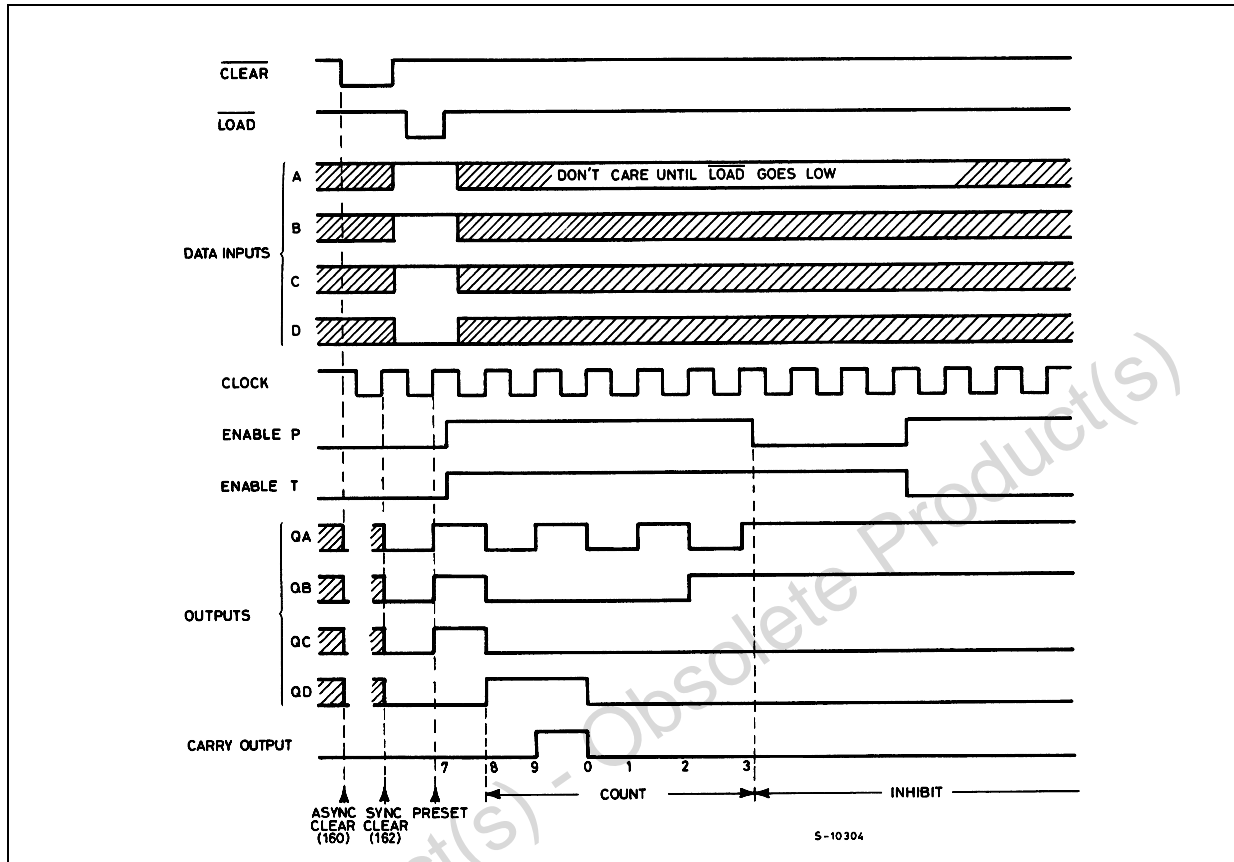 CLEAR
LOAD
DATA INPUTS
A
DON'T CARE UNTIL LOAD GOES LOW
B
C
D
CLOCK
ENABLE P
ENABLE T
OUTPUTS
QA
QB
QC
QD
CARRY OUTPUT
7 8 9 0 1 2 3
ASYNC CLEAR (160)
SYNC CLEAR (162)
PRESET
COUNT
INHIBIT
S-10304
ct(s) - Obsolete Product(s)